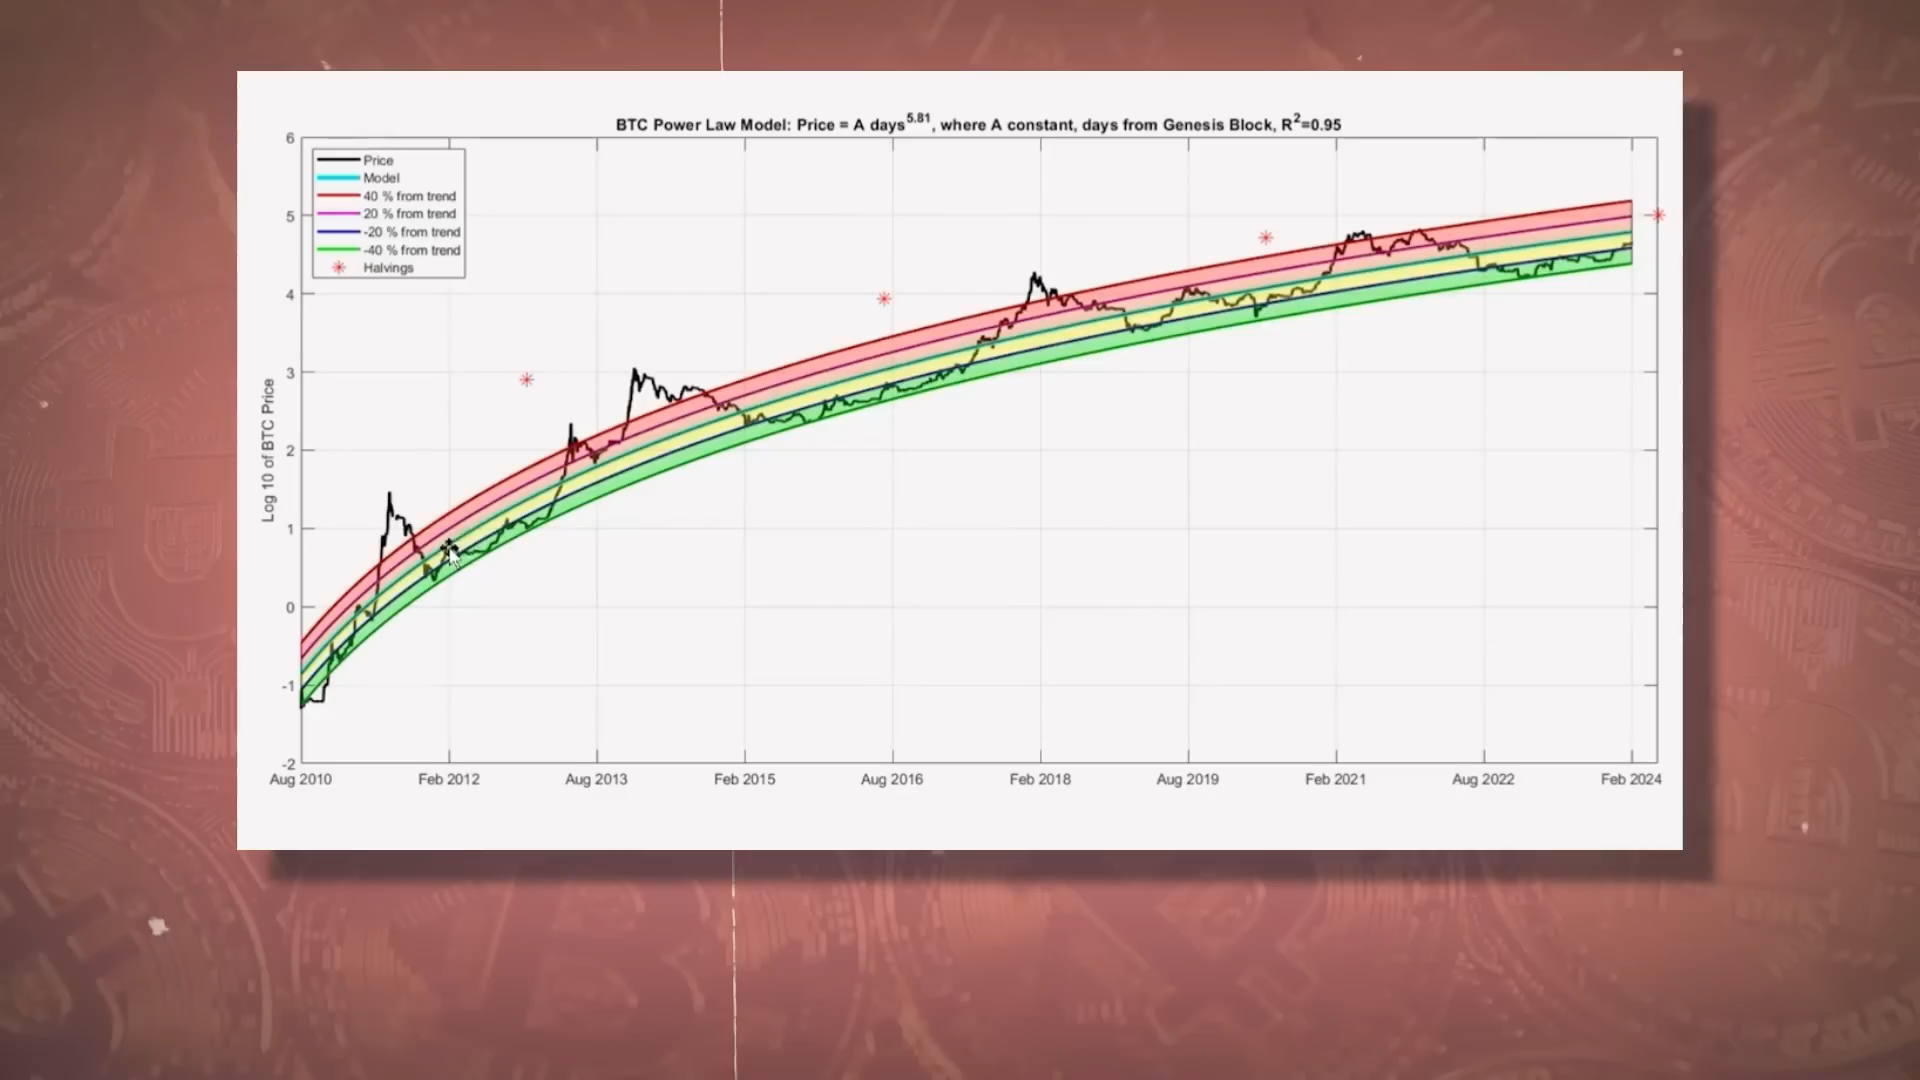 BTC Power Law Model: Price = A days^5.81, where A constant, days from Genesis Block, R^2=0.95
Price
Model
40 % from trend
20 % from trend
-20 % from trend
-40 % from trend
Halvings
Log 10 of BTC Price
6
5
4
3
2
1
0
-1
-2
Aug 2010
Feb 2012
Aug 2013
Feb 2015
Aug 2016
Feb 2018
Aug 2019
Feb 2021
Aug 2022
Feb 2024